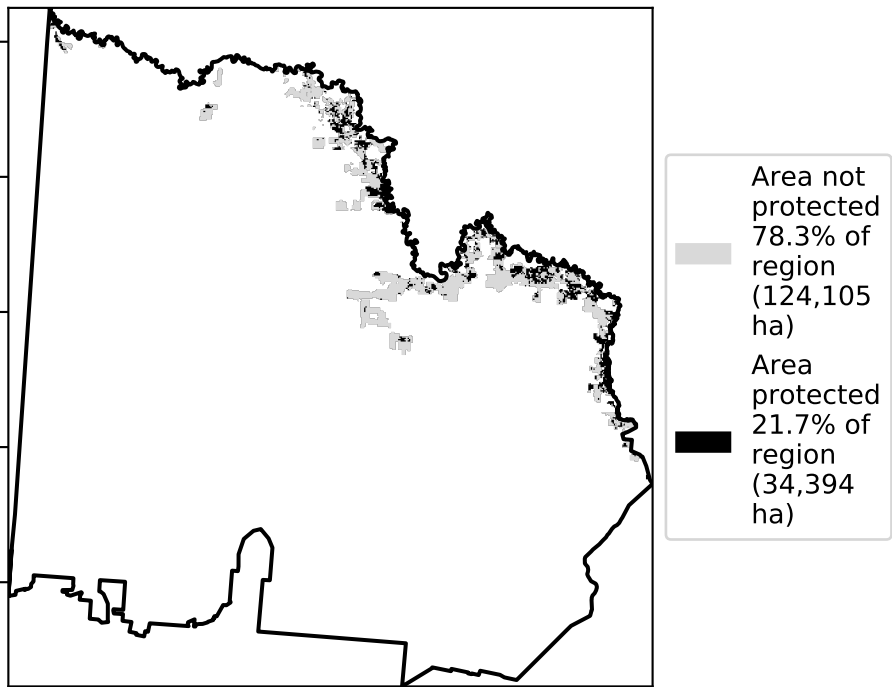 Area not
protected
78.3% of
region
(124,105
ha)
Area
protected
21.7% of
region
(34,394
ha)